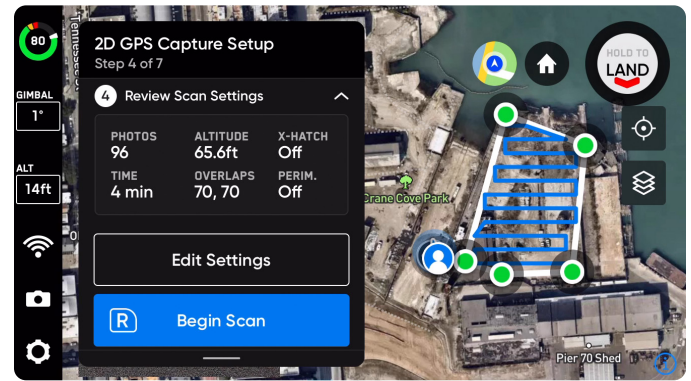 80
GIMBAL
1°
ALT
14ft
Tennessee St
2D GPS Capture Setup
Step 4 of 7
4 Review Scan Settings
PHOTOS ALTITUDE X-HATCH
96 65.6ft Off
TIME OVERLAPS PERIM.
4 min 70, 70 Off
Edit Settings
R Begin Scan
HOLD TO
LAND
Crane Cove Park
Pier 70 Shed